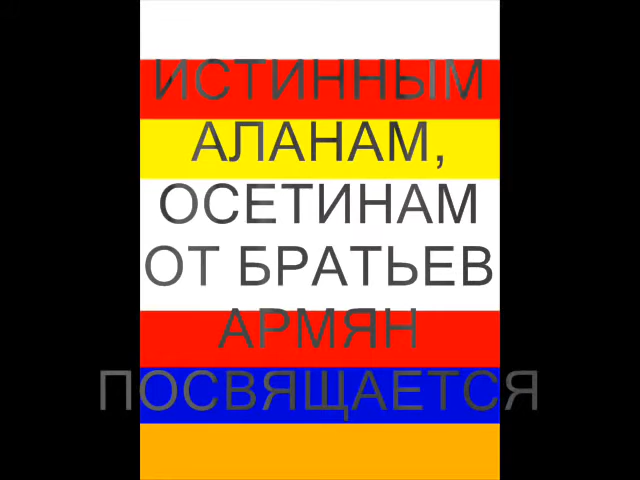 ИСТИННЫМ
АЛАНАМ,
ОСЕТИНАМ
ОТ БРАТЬЕВ
АРМЯН
ПОСВЯЩАЕТСЯ